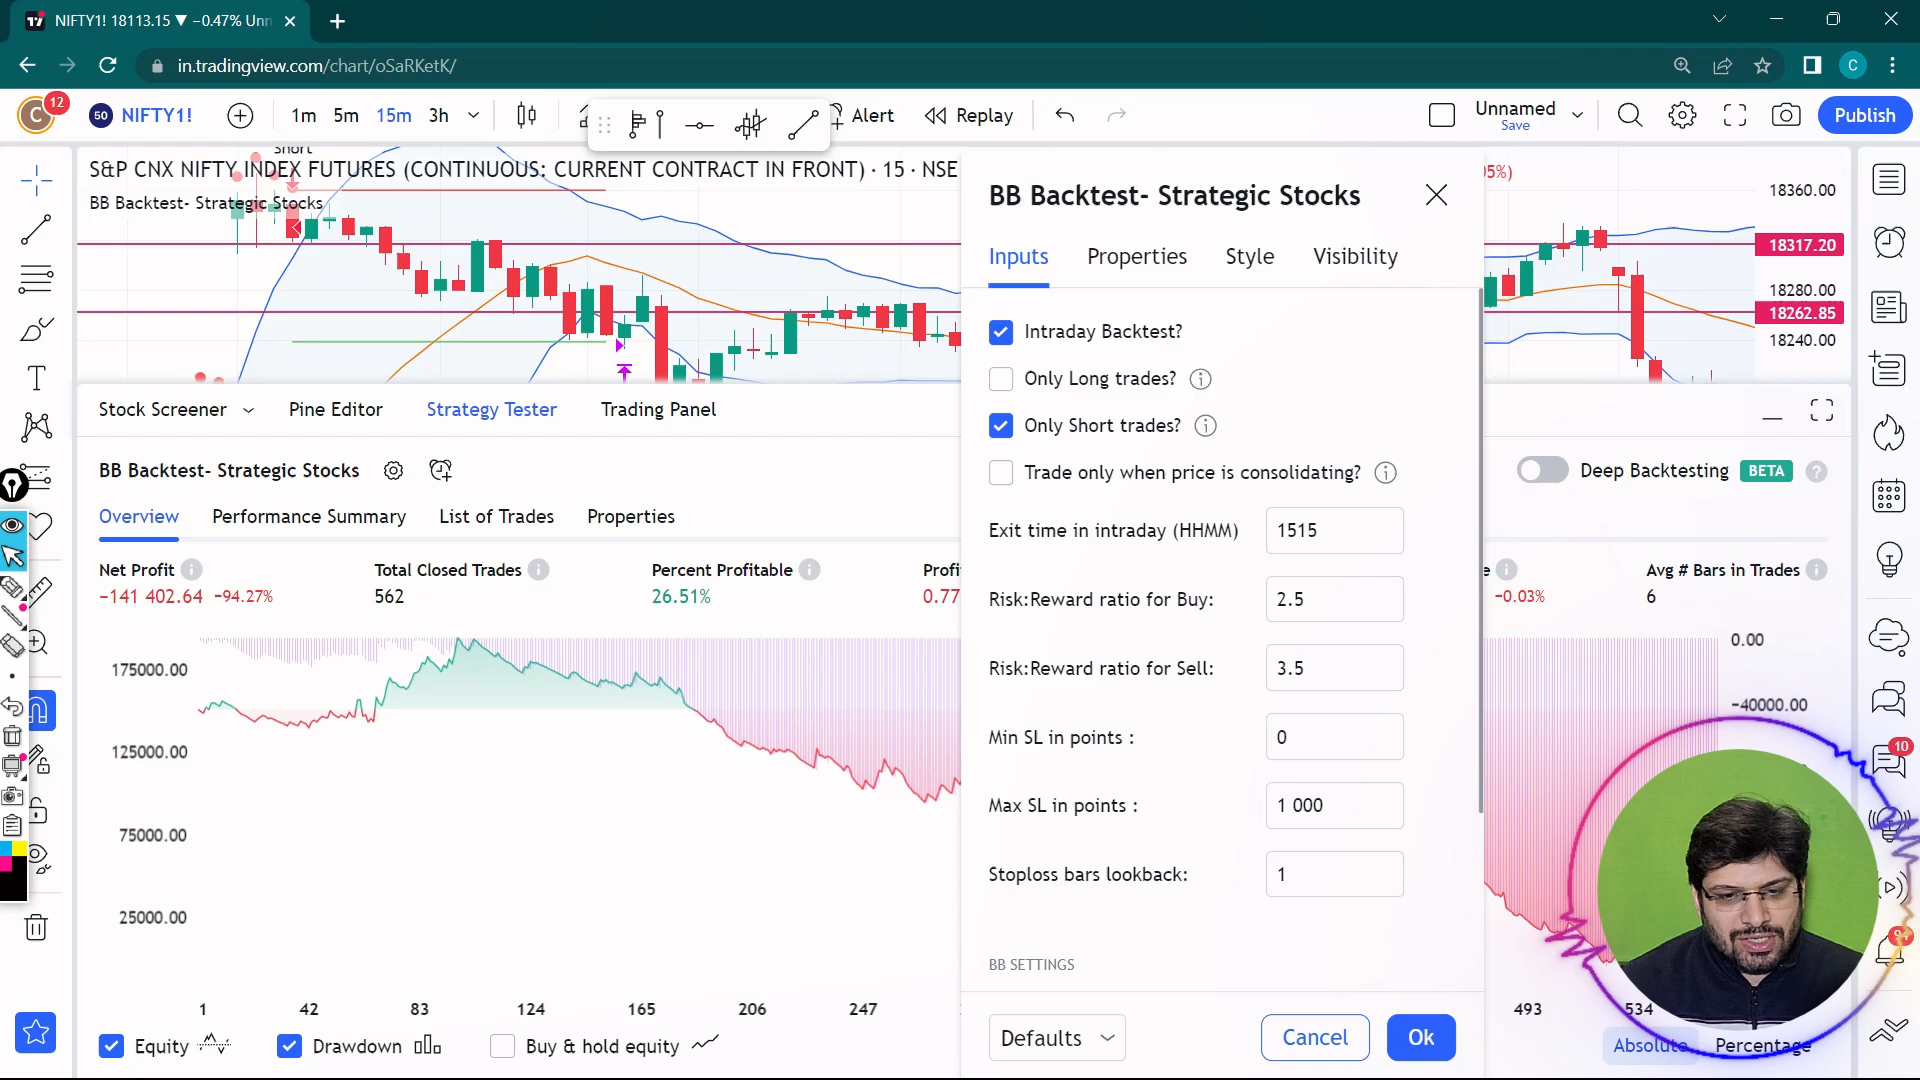 NIFTY1! 18113.15 ▼ −0.47% Unn
in.tradingview.com/chart/oSaRKetK/
C
C
12
50
NIFTY1!
1m 5m 15m 3h
Alert
Replay
Unnamed
Save
Publish
Short
S&P CNX NIFTY INDEX FUTURES (CONTINUOUS: CURRENT CONTRACT IN FRONT) · 15 · NSE
BB Backtest- Strategic Stocks
18360.00
18317.20
18280.00
18262.85
18240.00
Stock Screener
Pine Editor
Strategy Tester
Trading Panel
BB Backtest- Strategic Stocks
Deep Backtesting BETA
Overview
Performance Summary
List of Trades
Properties
Net Profit
−141 402.64 −94.27%
Total Closed Trades
562
Percent Profitable
26.51%
Profi
0.77
e
−0.03%
Avg # Bars in Trades
6
175000.00
125000.00
75000.00
25000.00
0.00
−40000.00
1 42 83 124 165 206 247 493 534
Equity
Drawdown
Buy & hold equity
Absolute
Percentage
BB Backtest- Strategic Stocks
Inputs
Properties
Style
Visibility
Intraday Backtest?
Only Long trades?
Only Short trades?
Trade only when price is consolidating?
Exit time in intraday (HHMM) 1515
Risk:Reward ratio for Buy: 2.5
Risk:Reward ratio for Sell: 3.5
Min SL in points : 0
Max SL in points : 1 000
Stoploss bars lookback: 1
BB SETTINGS
Defaults
Cancel
Ok
10